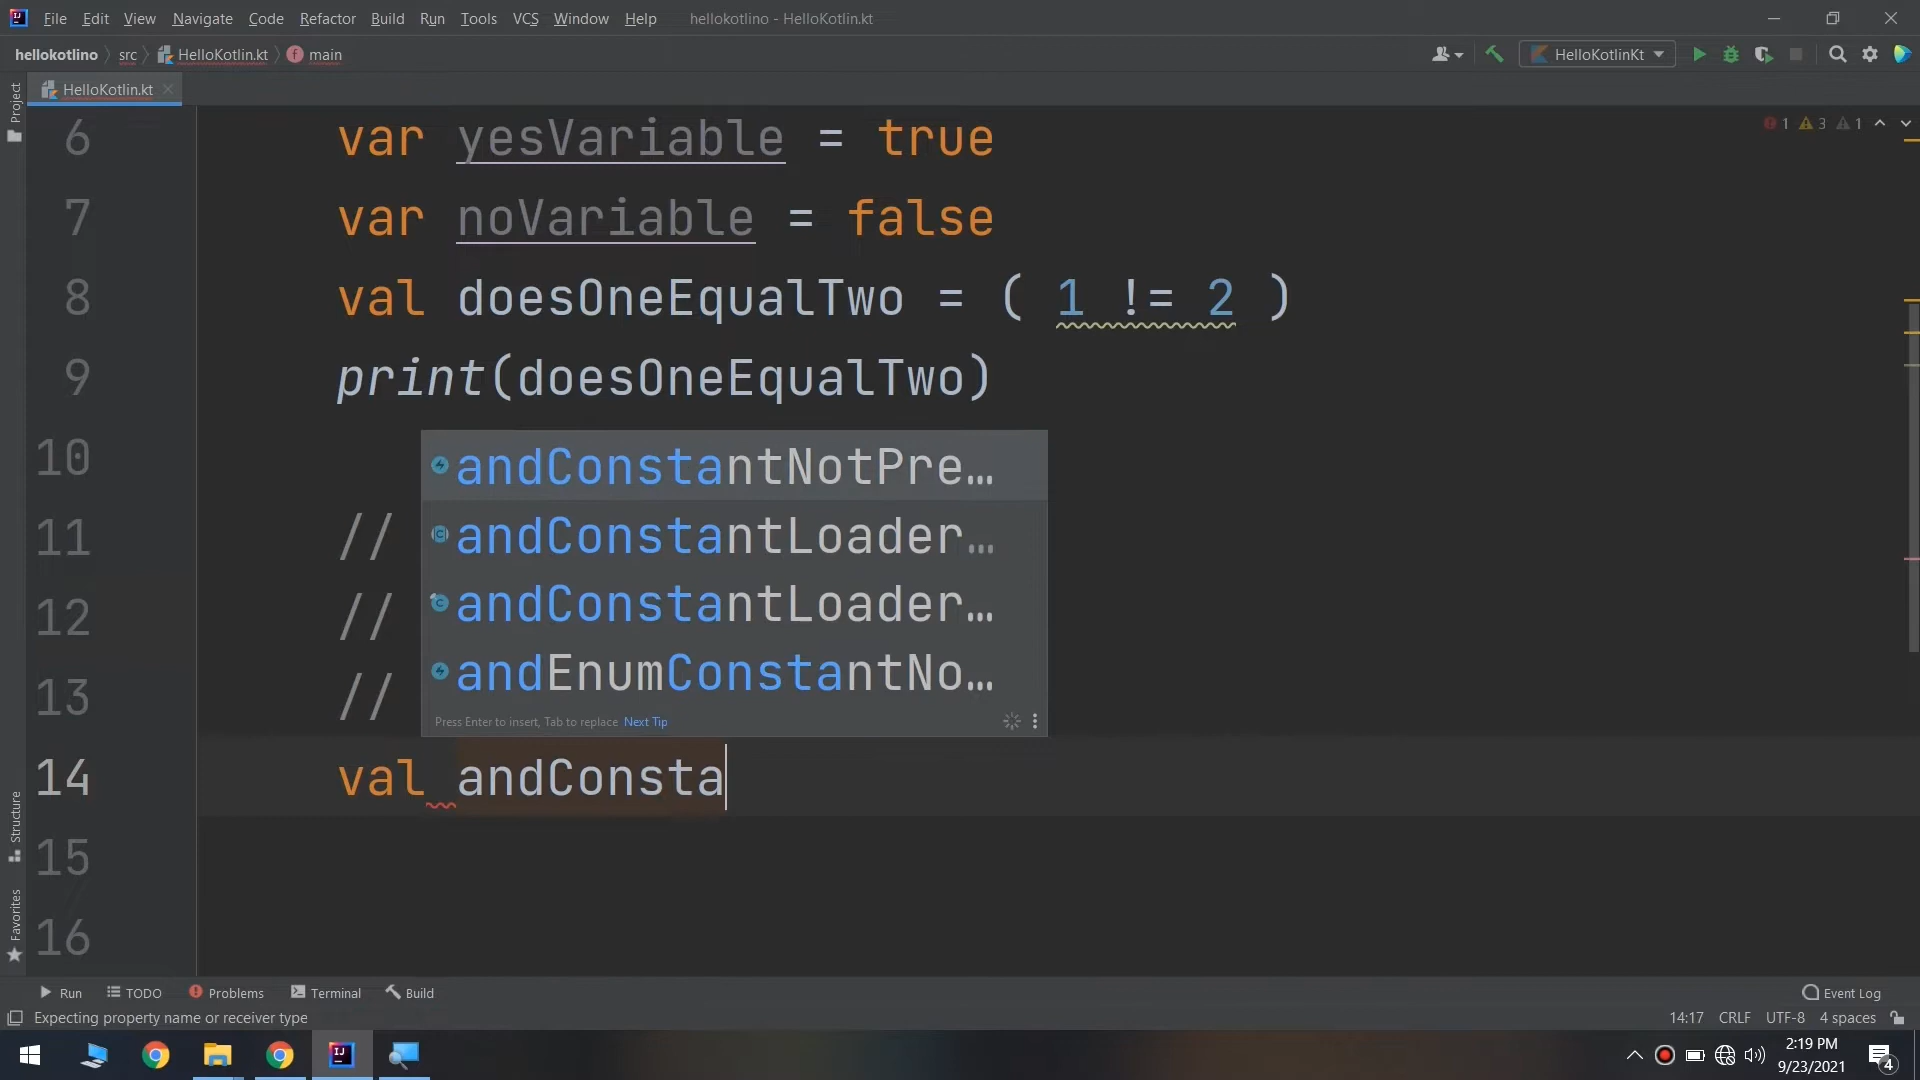 File Edit View Navigate Code Refactor Build Run Tools VCS Window Help hellokotlino - HelloKotlin.kt
hellokotlino src HelloKotlin.kt main HelloKotlinKt
Project HelloKotlin.kt
1 3 1
6 var yesVariable = true
7 var noVariable = false
8 val doesOneEqualTwo = ( 1 != 2 )
9 print(doesOneEqualTwo)
10 andConstantNotPre…
11 // andConstantLoader…
12 // andConstantLoader…
13 // andEnumConstantNo…
Press Enter to insert, Tab to replace Next Tip
14 val andConsta
15
16
Structure
Favorites
Run TODO Problems Terminal Build Event Log
Expecting property name or receiver type 14:17 CRLF UTF-8 4 spaces
2:19 PM
9/23/2021
4